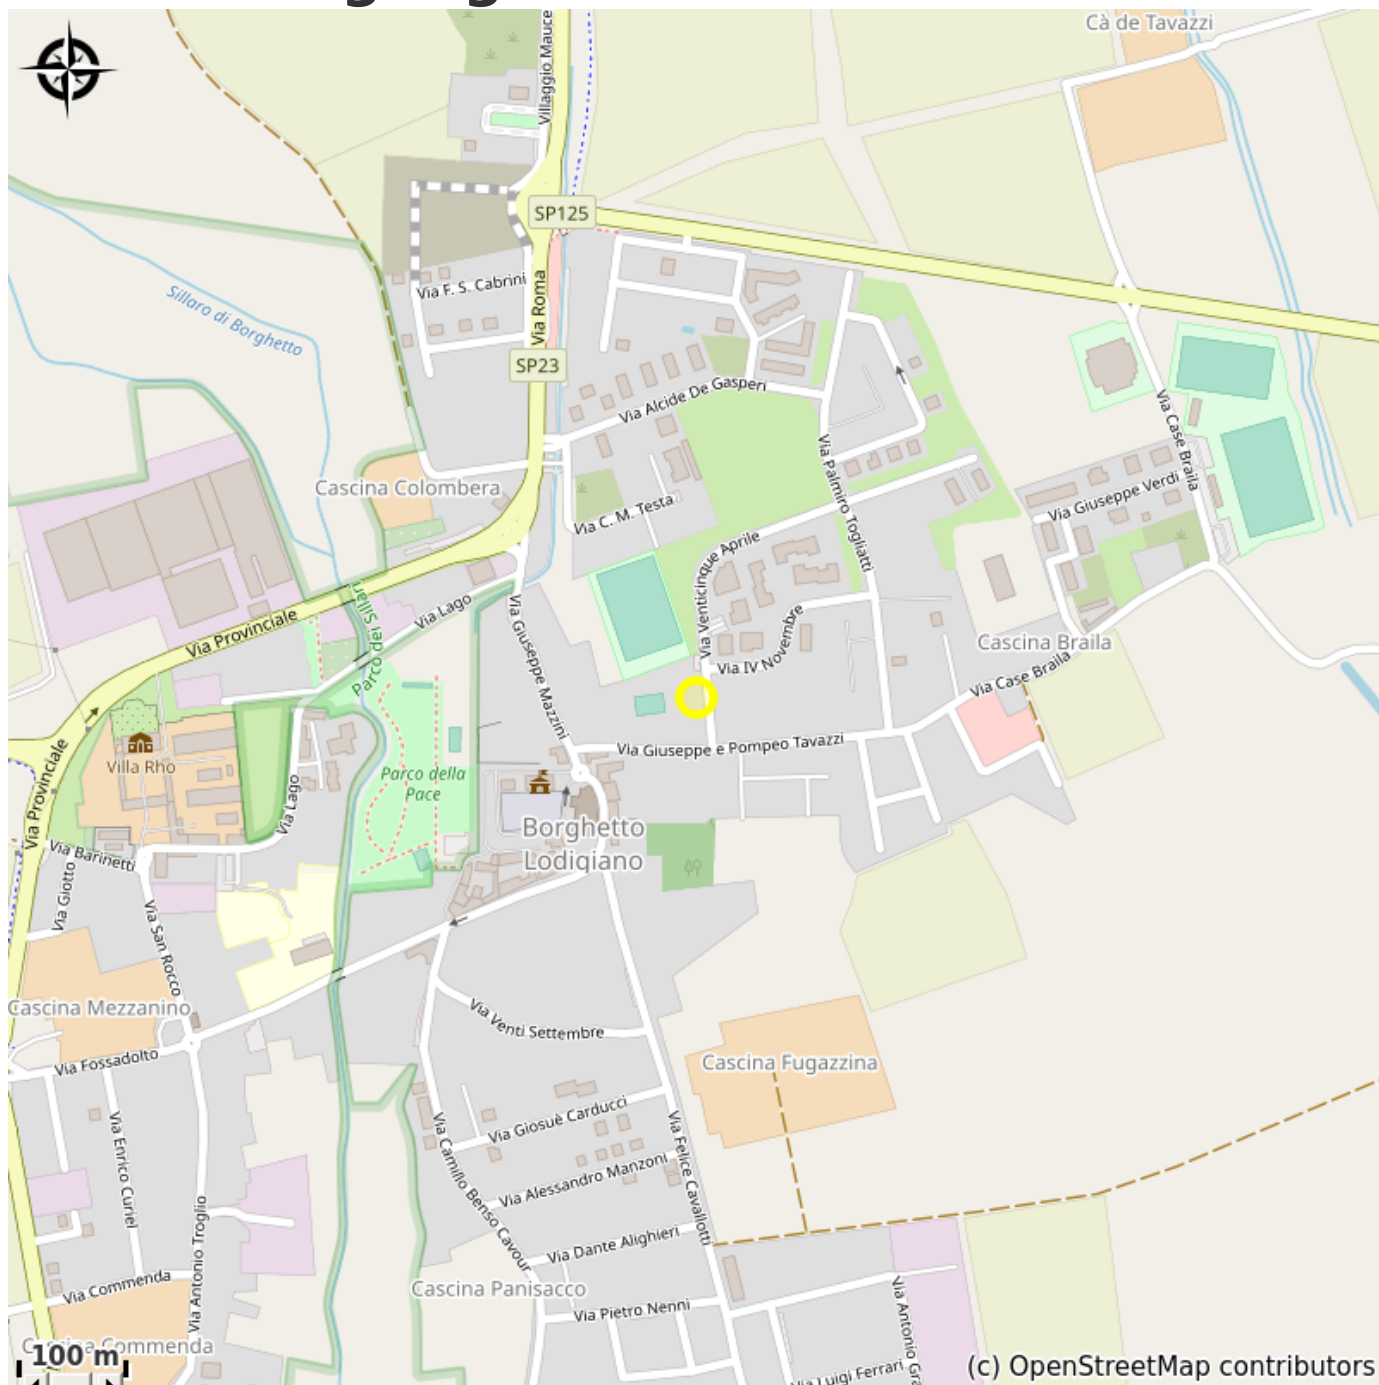 Cà de Tavazzi
Villaggio Mauce
SP125
Via F. S. Cabrini
Via Roma
Sillaro di Borghetto
SP23
Via Alcide De Gasperi
Via Case Braila
Via Palmiro Togliatti
Cascina Colombera
Via Giuseppe Verdi
Via C. M. Testa
Via Venticinque Aprile
Parco dei Sillari
Via Lago
Via Provinciale
Via Giuseppe Mazzini
Via IV Novembre
Cascina Braila
Via Case Braila
Via Giuseppe e Pompeo Tavazzi
Villa Rho
Via Provinciale
Parco della
Pace
Via Lago
Borghetto
Lodigiano
Via Barinetti
Via Giotto
Via San Rocco
Cascina Mezzanino
Via Venti Settembre
Via Fossadolto
Cascina Fugazzina
Via Enrico Curiel
Via Giosuè Carducci
Via Camillo Benso Cavour
Via Felice Cavallotti
Via Alessandro Manzoni
Via Antonio Troglio
Via Dante Alighieri
Via Commenda
Cascina Panisacco
Via Pietro Nenni
Via Antonio Gra
Commenda
100 m
Via Luigi Ferrari
(c) OpenStreetMap contributors